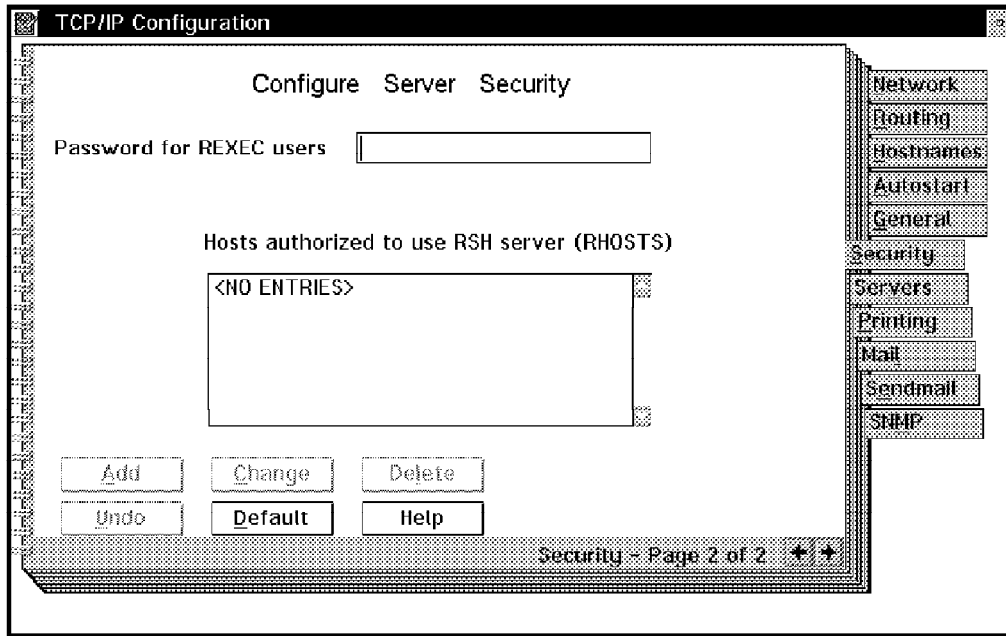 TCP/IP Configuration
Configure Server Security
Password for REXEC users
Hosts authorized to use RSH server (RHOSTS)
<NO ENTRIES>
Add Change Delete
Undo Default Help
Security - Page 2 of 2
Network
Routing
Hostnames
Autostart
General
Security
Servers
Printing
Mail
Sendmail
SNMP